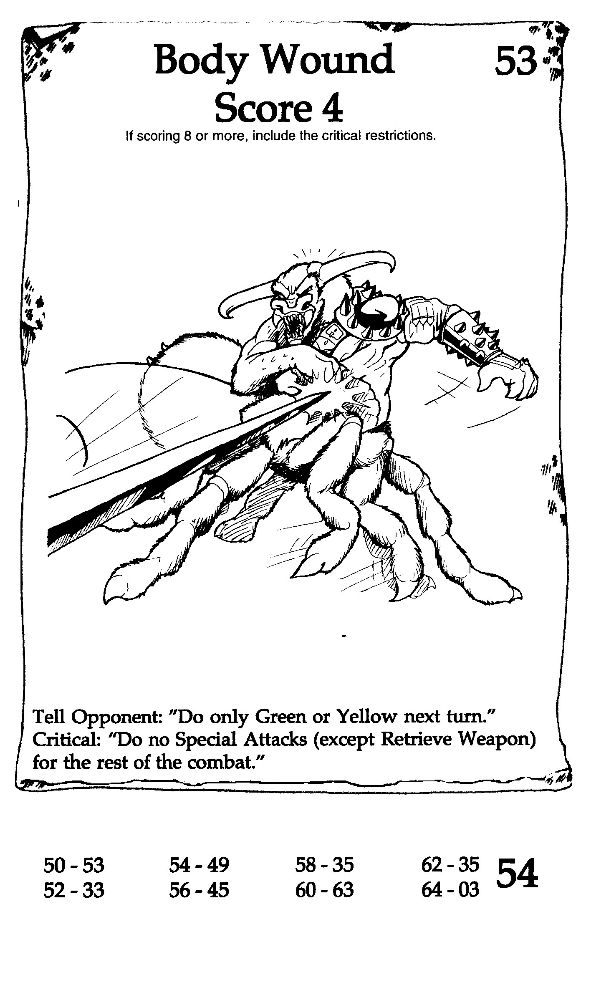 Body Wound 53
Score 4
If scoring 8 or more, include the critical restrictions.
Tell Opponent: "Do only Green or Yellow next turn."
Critical: "Do no Special Attacks (except Retrieve Weapon)
for the rest of the combat."
50 - 53 54 - 49 58 - 35 62 - 35 54
52 - 33 56 - 45 60 - 63 64 - 03